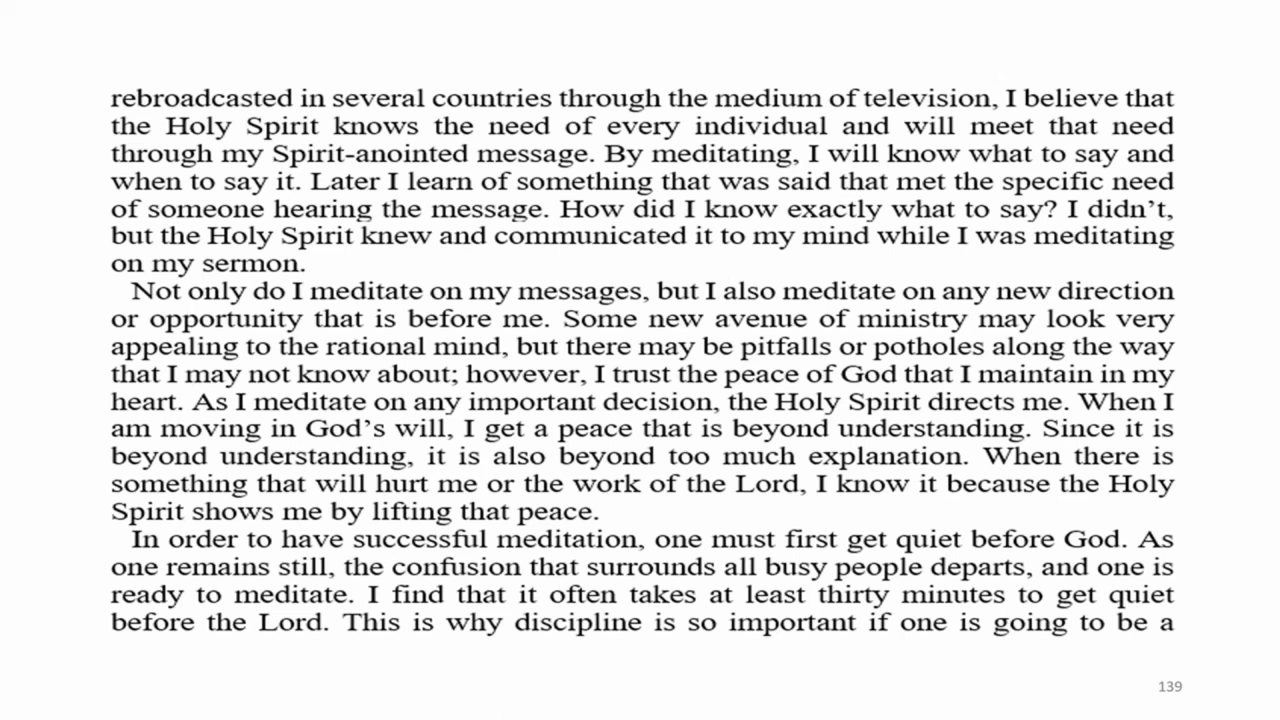 rebroadcasted in several countries through the medium of television, I believe that
the Holy Spirit knows the need of every individual and will meet that need
through my Spirit-anointed message. By meditating, I will know what to say and
when to say it. Later I learn of something that was said that met the specific need
of someone hearing the message. How did I know exactly what to say? I didn’t,
but the Holy Spirit knew and communicated it to my mind while I was meditating
on my sermon.
Not only do I meditate on my messages, but I also meditate on any new direction
or opportunity that is before me. Some new avenue of ministry may look very
appealing to the rational mind, but there may be pitfalls or potholes along the way
that I may not know about; however, I trust the peace of God that I maintain in my
heart. As I meditate on any important decision, the Holy Spirit directs me. When I
am moving in God’s will, I get a peace that is beyond understanding. Since it is
beyond understanding, it is also beyond too much explanation. When there is
something that will hurt me or the work of the Lord, I know it because the Holy
Spirit shows me by lifting that peace.
In order to have successful meditation, one must first get quiet before God. As
one remains still, the confusion that surrounds all busy people departs, and one is
ready to meditate. I find that it often takes at least thirty minutes to get quiet
before the Lord. This is why discipline is so important if one is going to be a
139